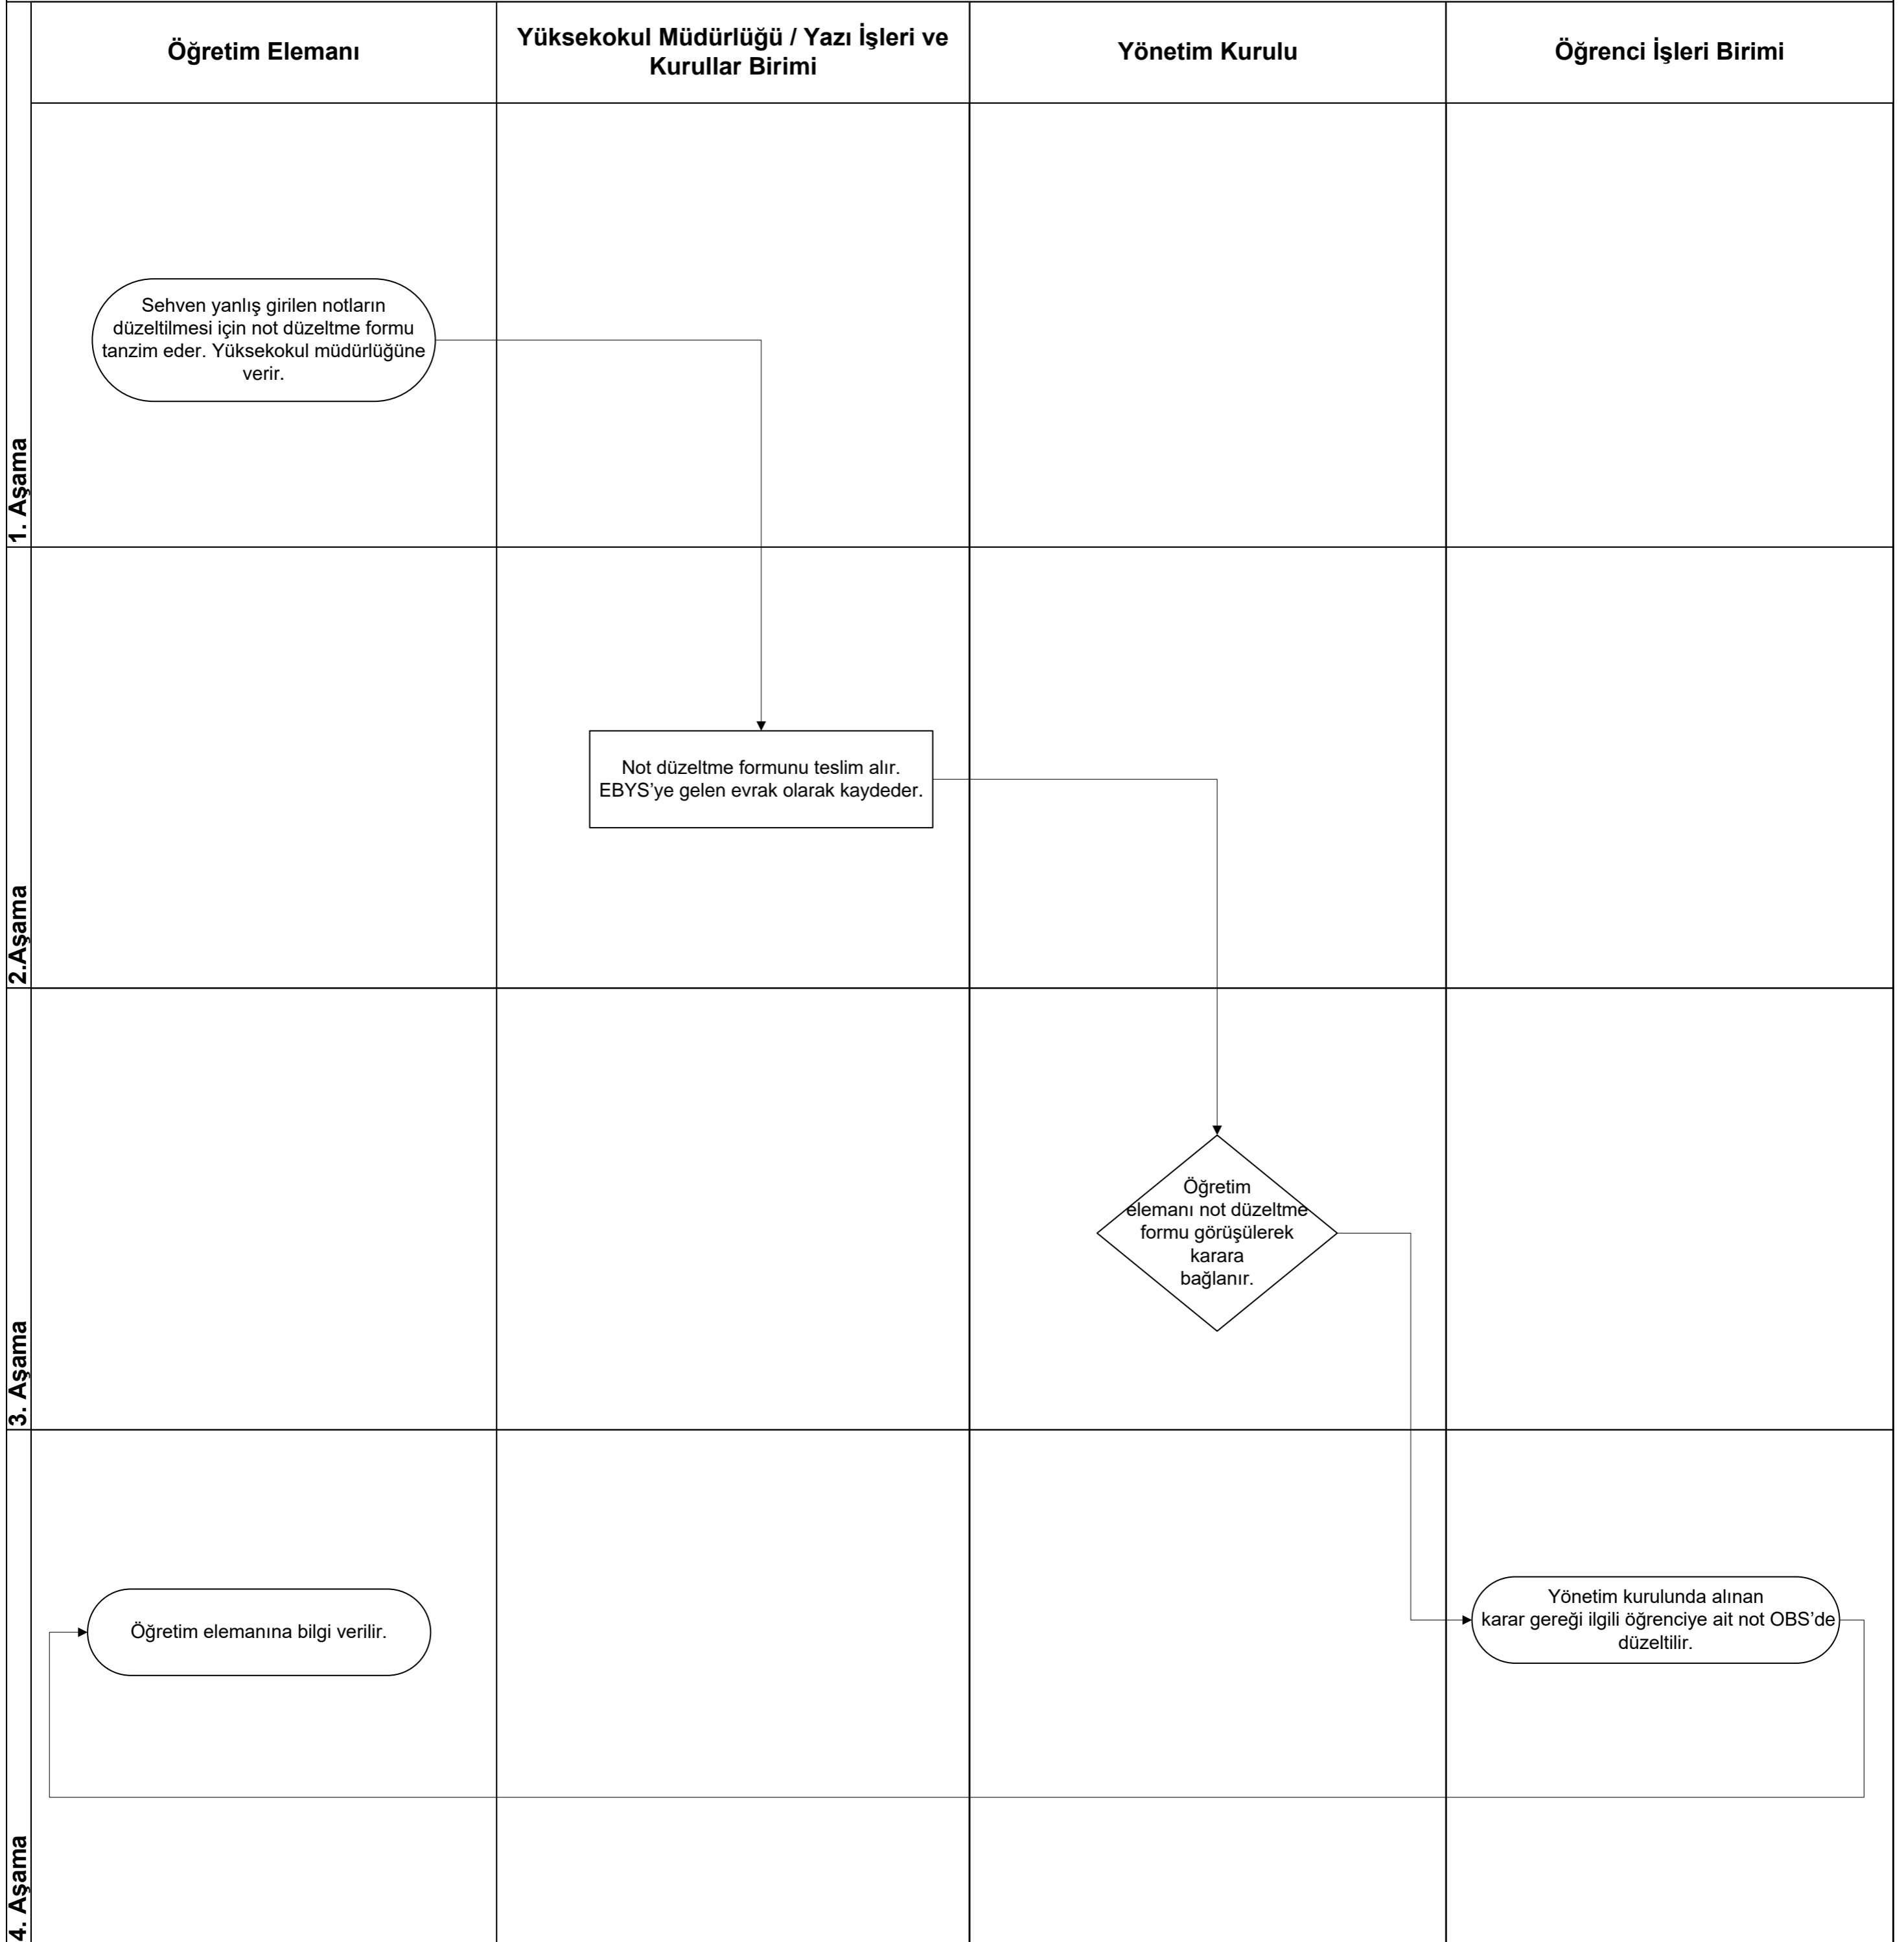 Öğretim Elemanı
Yüksekokul Müdürlüğü / Yazı İşleri ve
Kurullar Birimi
Yönetim Kurulu
Öğrenci İşleri Birimi
1. Aşama
Sehven yanlış girilen notların
düzeltilmesi için not düzeltme formu
tanzim eder. Yüksekokul müdürlüğüne
verir.
2.Aşama
Not düzeltme formunu teslim alır.
EBYS’ye gelen evrak olarak kaydeder.
3. Aşama
Öğretim
elemanı not düzeltme
formu görüşülerek
karara
bağlanır.
4. Aşama
Öğretim elemanına bilgi verilir.
Yönetim kurulunda alınan
karar gereği ilgili öğrenciye ait not OBS’de
düzeltilir.